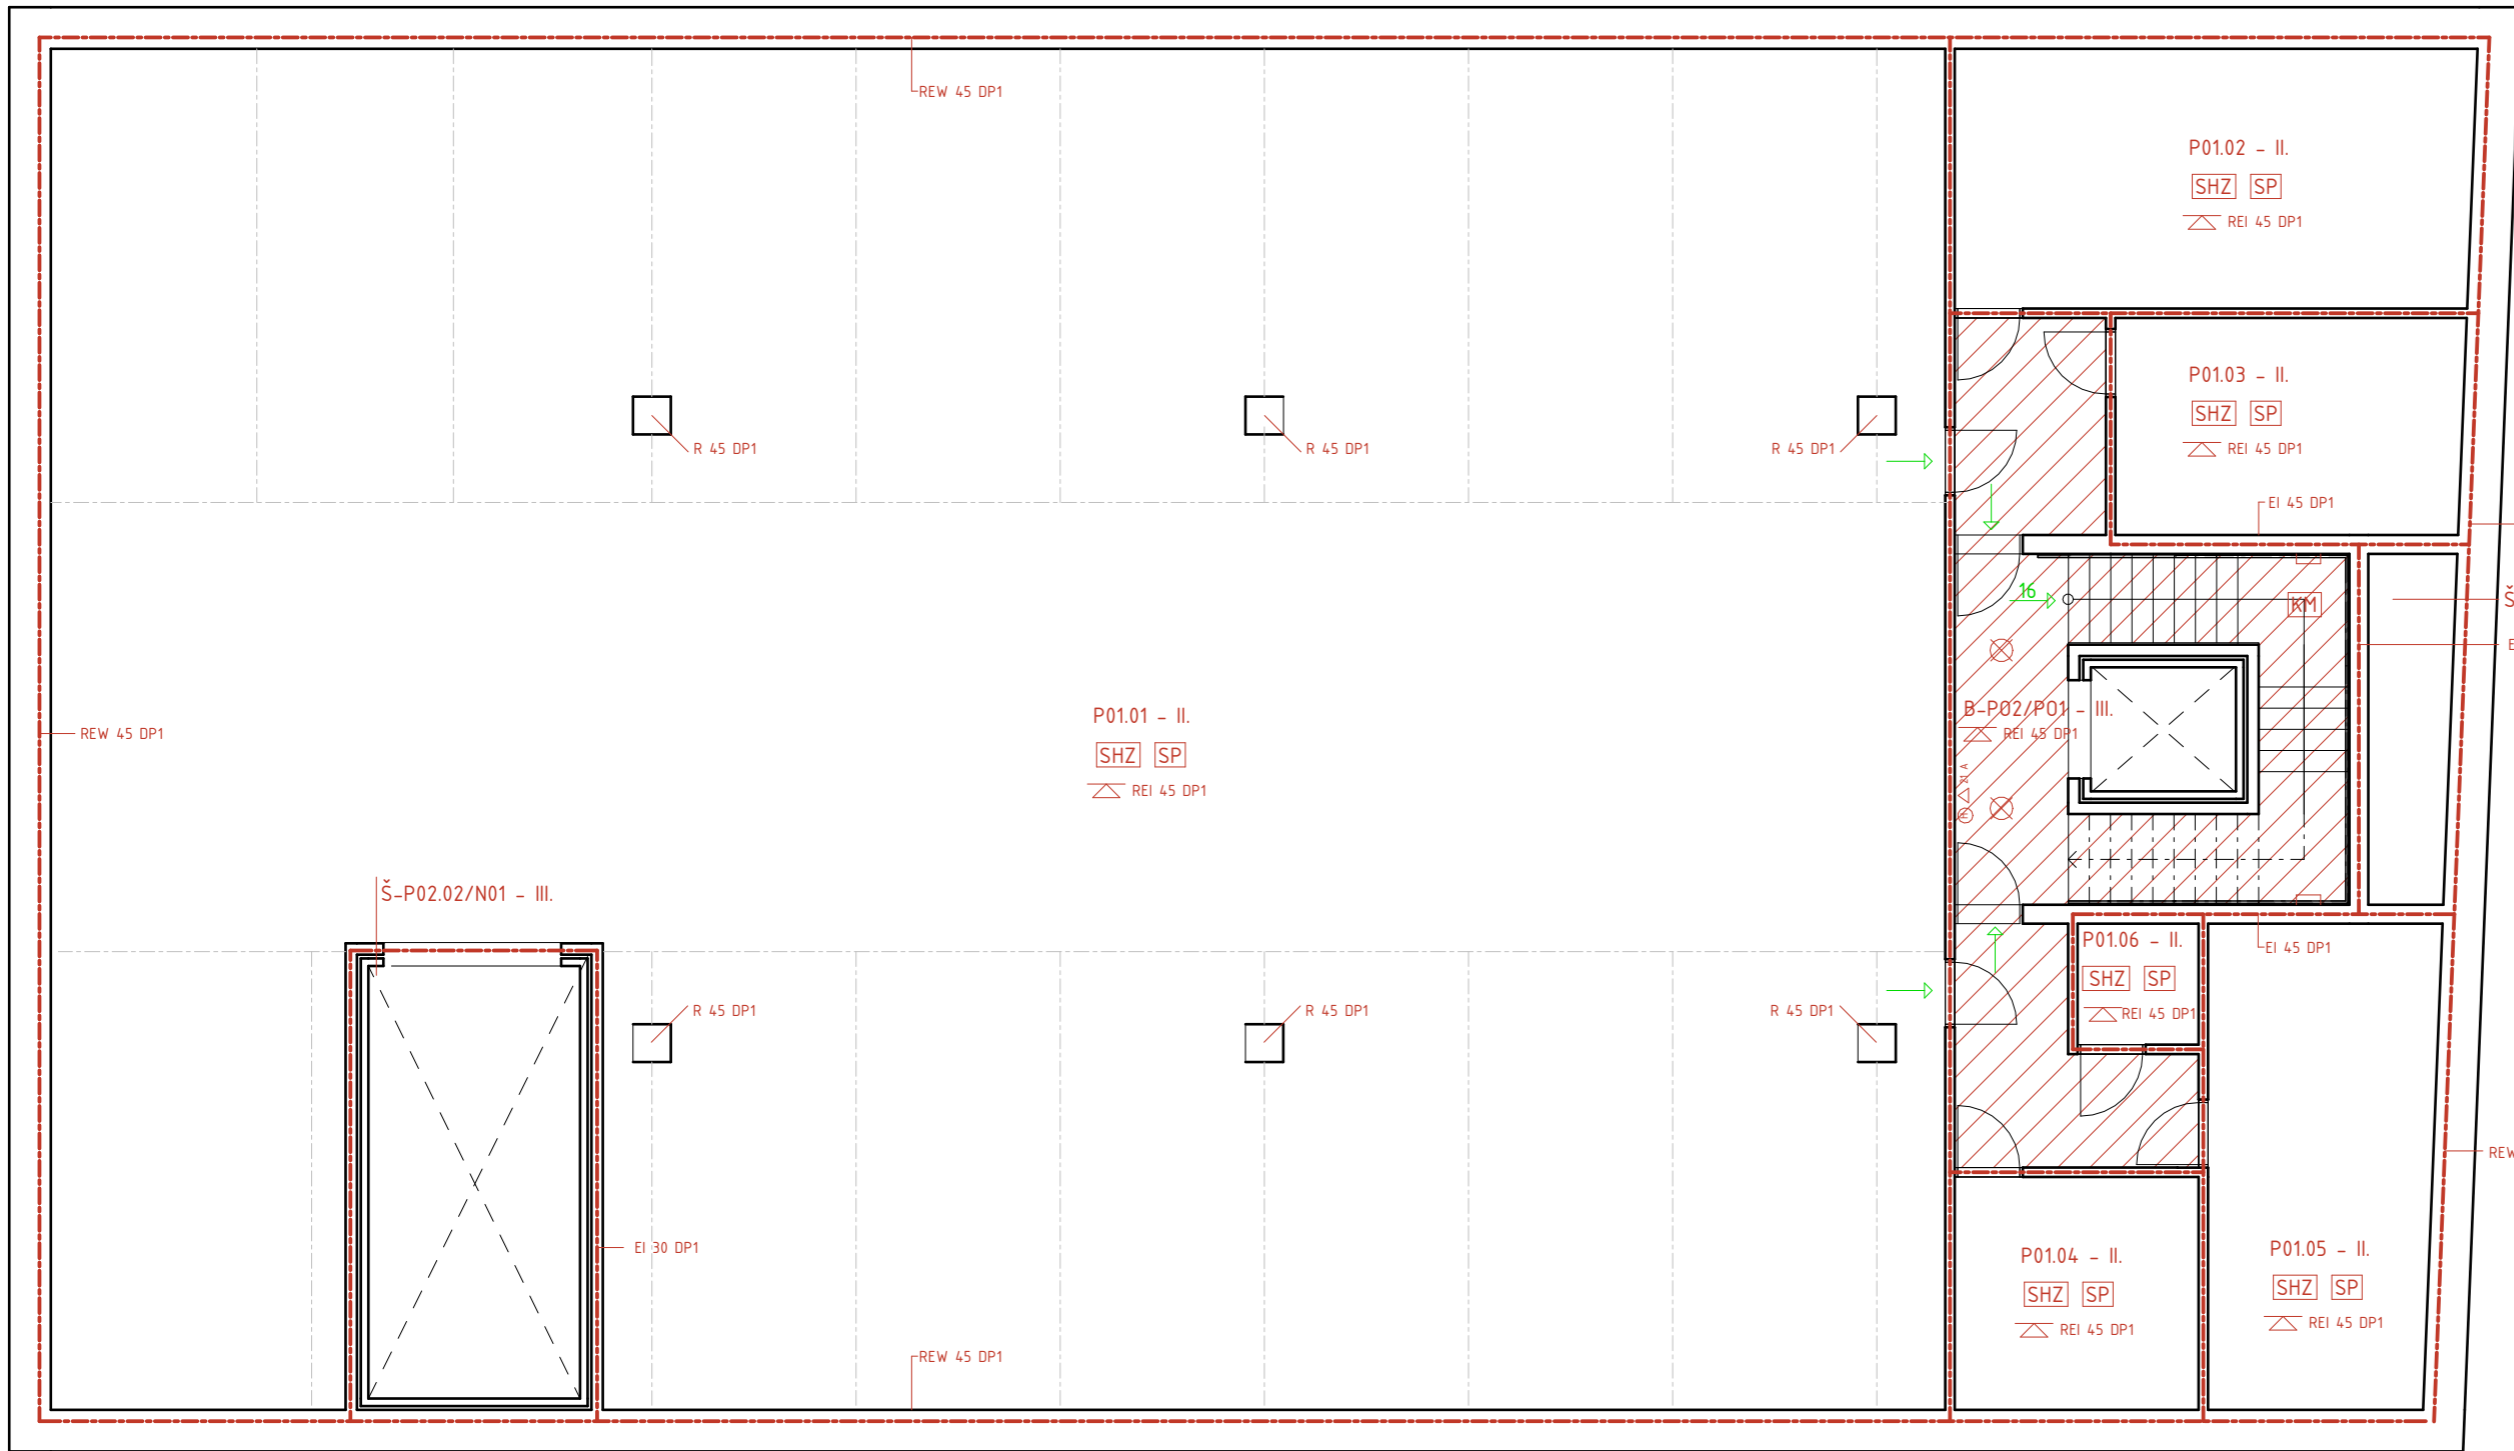 REW 45 DP1
P01.02 - II.
SHZ SP
REI 45 DP1
P01.03 - II.
SHZ SP
REI 45 DP1
R 45 DP1
R 45 DP1
R 45 DP1
EI 45 DP1
16
KM
Š
E
P01.01 - II.
SHZ SP
REI 45 DP1
B-P02/P01 - III.
REI 45 DP1
REW 45 DP1
21 A
Š-P02.02/N01 - III.
P01.06 - II.
SHZ SP
REI 45 DP1
EI 45 DP1
R 45 DP1
R 45 DP1
R 45 DP1
REW
EI 30 DP1
P01.04 - II.
SHZ SP
REI 45 DP1
P01.05 - II.
SHZ SP
REI 45 DP1
REW 45 DP1